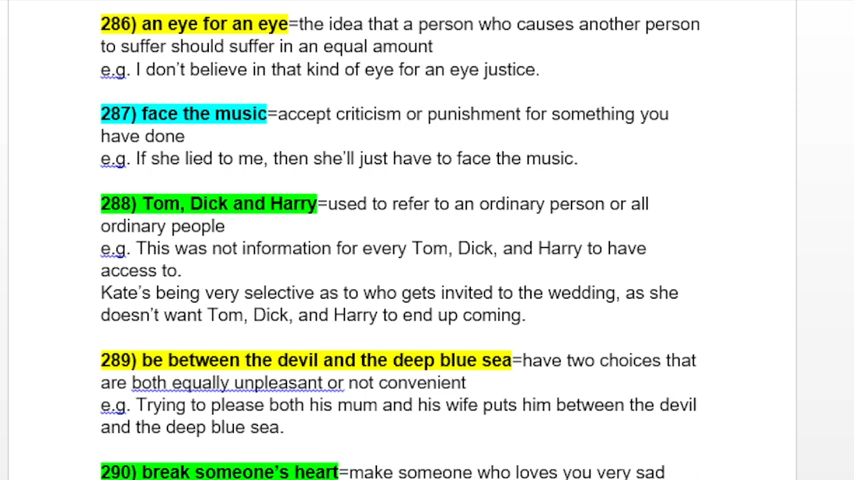 286) an eye for an eye=the idea that a person who causes another person
to suffer should suffer in an equal amount
e.g. I don’t believe in that kind of eye for an eye justice.
287) face the music=accept criticism or punishment for something you
have done
e.g. If she lied to me, then she’ll just have to face the music.
288) Tom, Dick and Harry=used to refer to an ordinary person or all
ordinary people
e.g. This was not information for every Tom, Dick, and Harry to have
access to.
Kate’s being very selective as to who gets invited to the wedding, as she
doesn’t want Tom, Dick, and Harry to end up coming.
289) be between the devil and the deep blue sea=have two choices that
are both equally unpleasant or not convenient
e.g. Trying to please both his mum and his wife puts him between the devil
and the deep blue sea.
290) break someone’s heart=make someone who loves you very sad